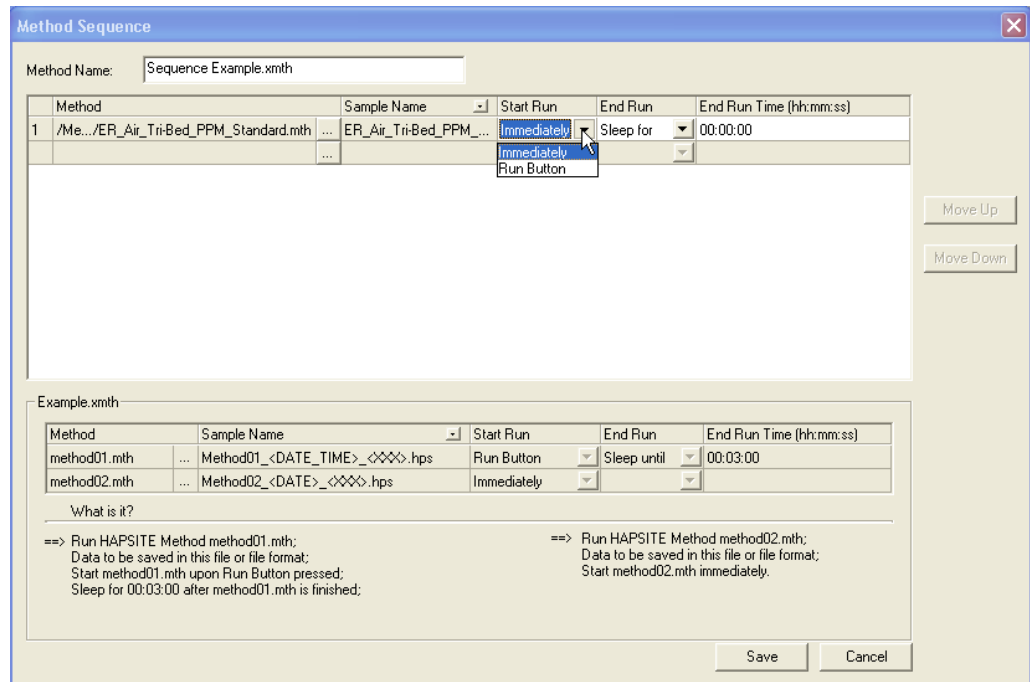 Method Sequence
Method Name: Sequence Example.xmth
Method Sample Name Start Run End Run End Run Time (hh:mm:ss)
1 /Me.../ER_Air_Tri-Bed_PPM_Standard.mth ... ER_Air_Tri-Bed_PPM_... Immediately Sleep for 00:00:00
... Immediately
Run Button
Move Up
Move Down
Example.xmth
Method Sample Name Start Run End Run End Run Time (hh:mm:ss)
method01.mth ... Method01_<DATE_TIME>_<XXX>.hps Run Button Sleep until 00:03:00
method02.mth ... Method02_<DATE>_<XXX>.hps Immediately
What is it?
==> Run HAPSITE Method method01.mth;
Data to be saved in this file or file format;
Start method01.mth upon Run Button pressed;
Sleep for 00:03:00 after method01.mth is finished;
==> Run HAPSITE Method method02.mth;
Data to be saved in this file or file format;
Start method02.mth immediately.
Save Cancel